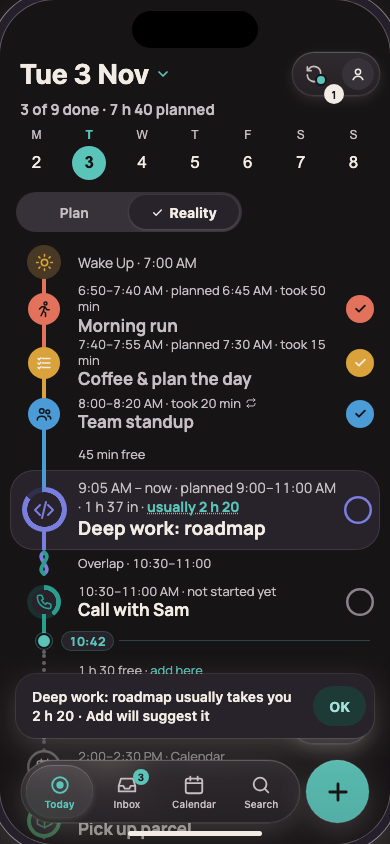 Tue 3 Nov
1
3 of 9 done · 7 h 40 planned
M T W T F S S
2 3 4 5 6 7 8
Plan
Reality
Wake Up · 7:00 AM
6:50–7:40 AM · planned 6:45 AM · took 50
min
Morning run
7:40–7:55 AM · planned 7:30 AM · took 15
min
Coffee & plan the day
8:00–8:20 AM · took 20 min
Team standup
45 min free
9:05 AM – now · planned 9:00–11:00 AM
· 1 h 37 in · usually 2 h 20
Deep work: roadmap
Overlap · 10:30–11:00
10:30–11:00 AM · not started yet
Call with Sam
10:42
1 h 30 free · add here
Deep work: roadmap usually takes you
2 h 20 · Add will suggest it
OK
2:00–2:30 PM · Calendar
3
Today
Inbox
Calendar
Search
Pick up parcel